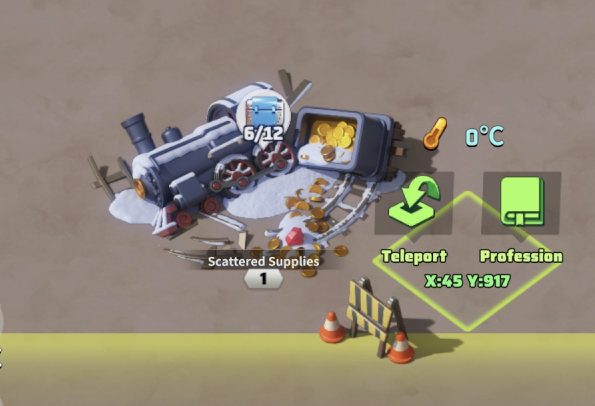 6/12
0°C
Teleport
Profession
Scattered Supplies
X:45 Y:917
1